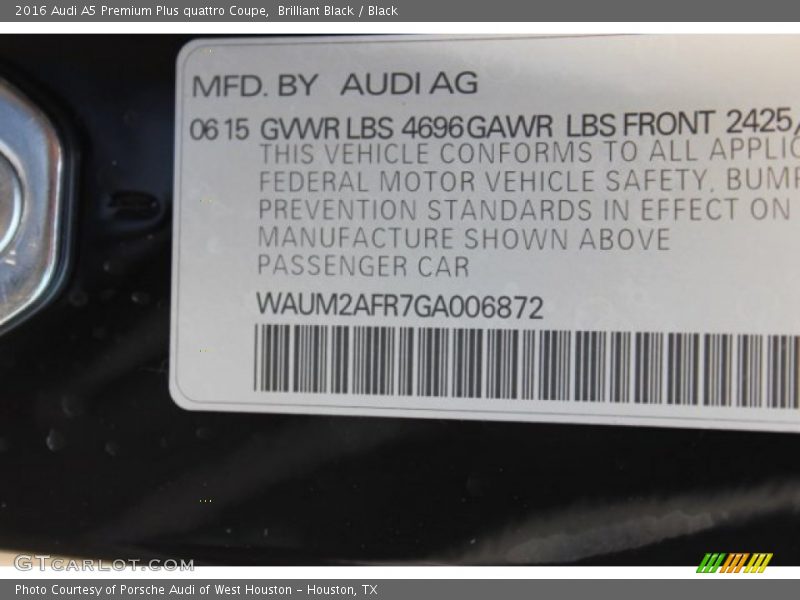 2016 Audi A5 Premium Plus quattro Coupe,  Brilliant Black / Black
MFD. BY AUDI AG
06 15 GVWR LBS 4696 GAWR LBS FRONT 2425
THIS VEHICLE CONFORMS TO ALL APPLIC
FEDERAL MOTOR VEHICLE SAFETY, BUMP
PREVENTION STANDARDS IN EFFECT ON
MANUFACTURE SHOWN ABOVE
PASSENGER CAR
WAUM2AFR7GA006872
GTCARLOT.COM
Photo Courtesy of Porsche Audi of West Houston – Houston, TX